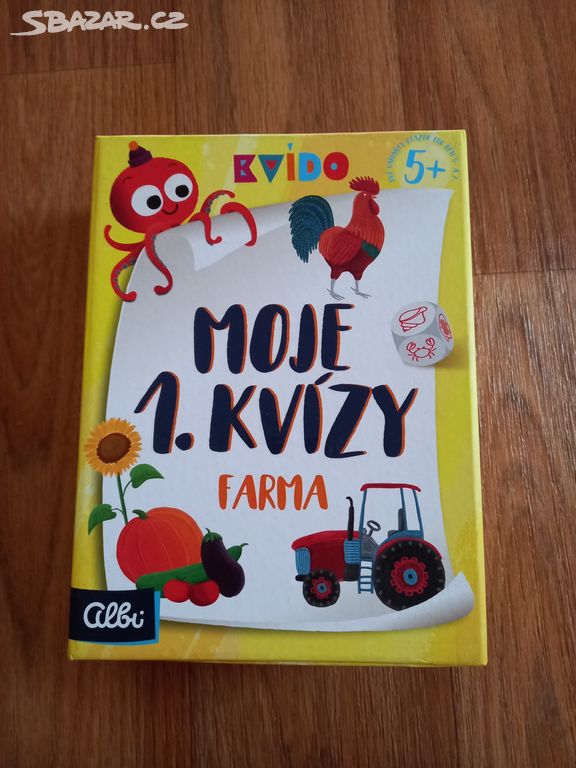 SBAZAR.CZ
KVÍDO
5+
MOJE
1. KVÍZY
FARMA
Albi